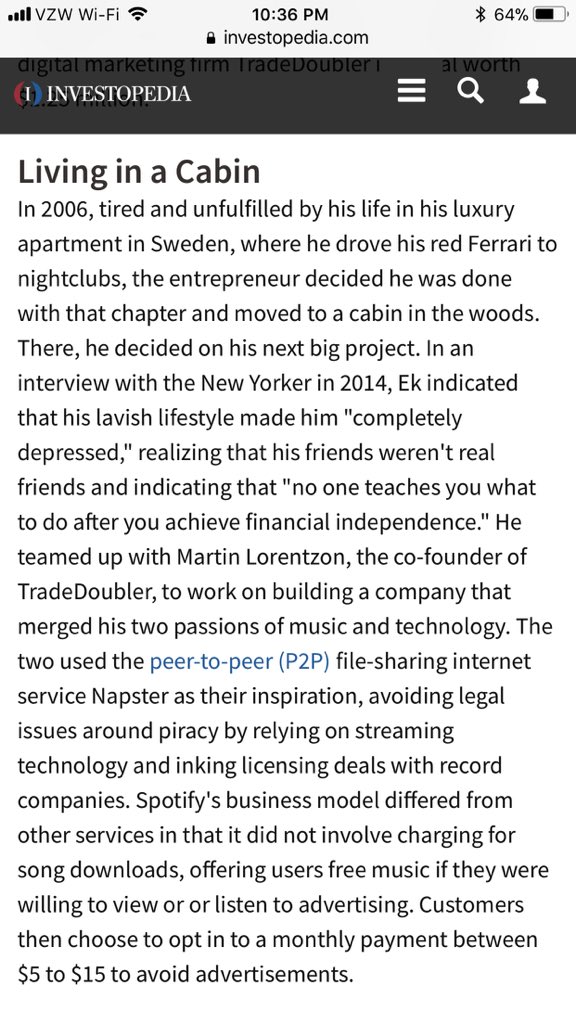 VZW Wi-Fi 10:36 PM 64%
investopedia.com
digital marketing firm TradeDoubler i al worth
INVESTOPEDIA
Living in a Cabin
In 2006, tired and unfulfilled by his life in his luxury
apartment in Sweden, where he drove his red Ferrari to
nightclubs, the entrepreneur decided he was done
with that chapter and moved to a cabin in the woods.
There, he decided on his next big project. In an
interview with the New Yorker in 2014, Ek indicated
that his lavish lifestyle made him "completely
depressed," realizing that his friends weren't real
friends and indicating that "no one teaches you what
to do after you achieve financial independence." He
teamed up with Martin Lorentzon, the co-founder of
TradeDoubler, to work on building a company that
merged his two passions of music and technology. The
two used the peer-to-peer (P2P) file-sharing internet
service Napster as their inspiration, avoiding legal
issues around piracy by relying on streaming
technology and inking licensing deals with record
companies. Spotify's business model differed from
other services in that it did not involve charging for
song downloads, offering users free music if they were
willing to view or or listen to advertising. Customers
then choose to opt in to a monthly payment between
$5 to $15 to avoid advertisements.